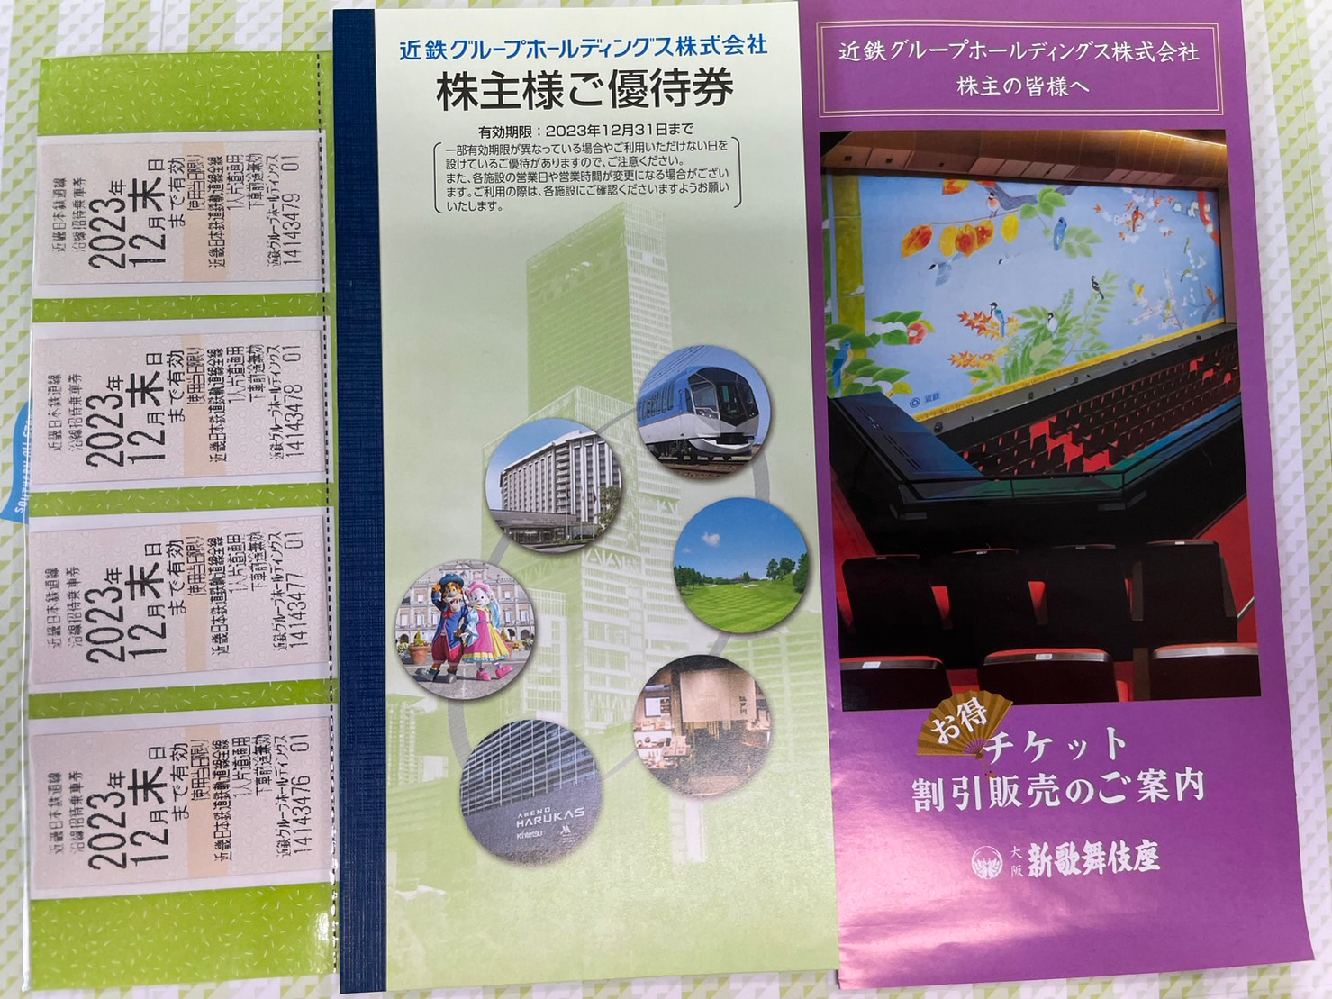 近畿日本鉄道線
沿線招待乗車券
2023年
12月末日
まで有効
(使用当日限り)
近畿日本鉄道鉄軌道線全線
1人片道適用
下車前途無効
近鉄グループホールディングス
14143479 01
近畿日本鉄道線
沿線招待乗車券
2023年
12月末日
まで有効
(使用当日限り)
近畿日本鉄道鉄軌道線全線
1人片道適用
下車前途無効
近鉄グループホールディングス
14143478 01
近畿日本鉄道線
沿線招待乗車券
2023年
12月末日
まで有効
(使用当日限り)
近畿日本鉄道鉄軌道線全線
1人片道適用
下車前途無効
近鉄グループホールディングス
14143477 01
近畿日本鉄道線
沿線招待乗車券
2023年
12月末日
まで有効
(使用当日限り)
近畿日本鉄道鉄軌道線全線
1人片道適用
下車前途無効
近鉄グループホールディングス
14143476 01
近鉄グループホールディングス株式会社
株主様ご優待券
有効期限:2023年12月31日まで
一部有効期限が異なっている場合やご利用いただけない日を
設けているご優待がありますので、ご注意ください。
また、各施設の営業日や営業時間が変更になる場合がござい
ます。ご利用の際は、各施設にご確認くださいますようお願い
いたします。
ABENO
HARUKAS
近鉄グループホールディングス株式会社
株主の皆様へ
お得
チケット
割引販売のご案内
大阪 新歌舞伎座